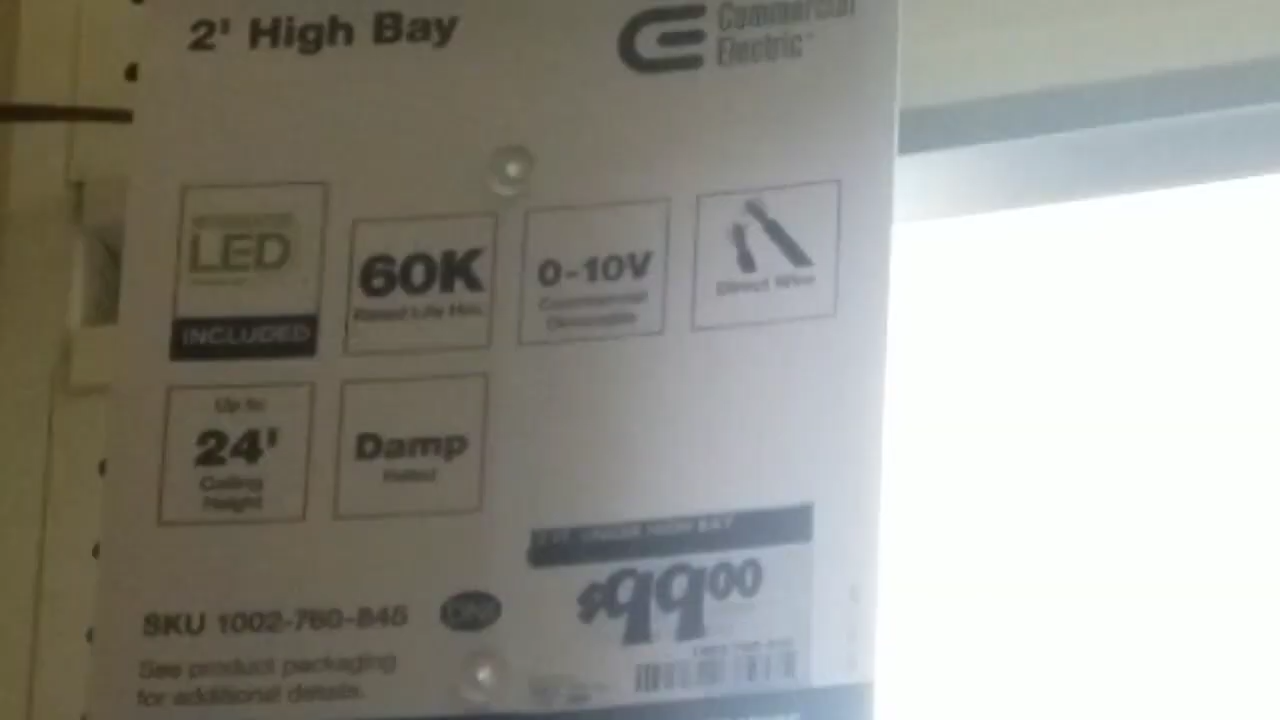 2' High Bay
Commercial
Electric
LED
INCLUDED
60K
Rated Life Hrs.
0-10V
Commercial
Dimmable
Direct Wire
Up to
24'
Ceiling
Height
Damp
Rated
2 FT. LINEAR HIGH BAY
$99 00
SKU 1002-760-845
See product packaging
for additional details.